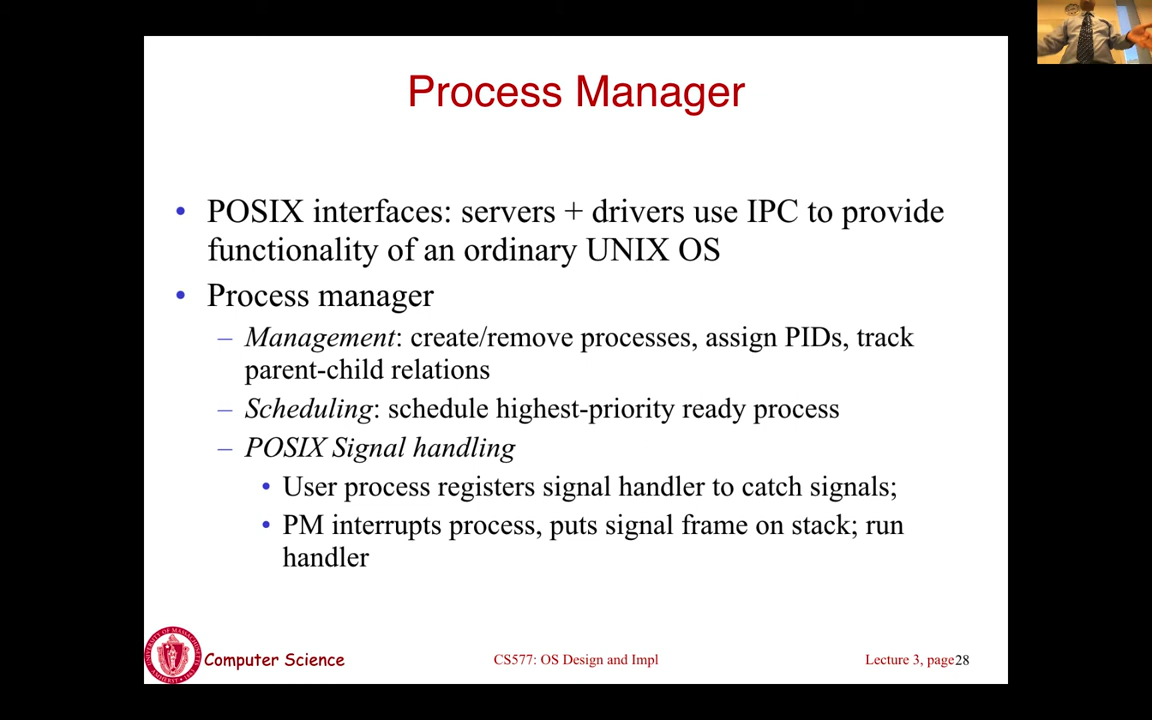 Process Manager
• POSIX interfaces: servers + drivers use IPC to provide
functionality of an ordinary UNIX OS
• Process manager
– Management: create/remove processes, assign PIDs, track
parent-child relations
– Scheduling: schedule highest-priority ready process
– POSIX Signal handling
• User process registers signal handler to catch signals;
• PM interrupts process, puts signal frame on stack; run
handler
Computer Science
CS577: OS Design and Impl
Lecture 3, page28